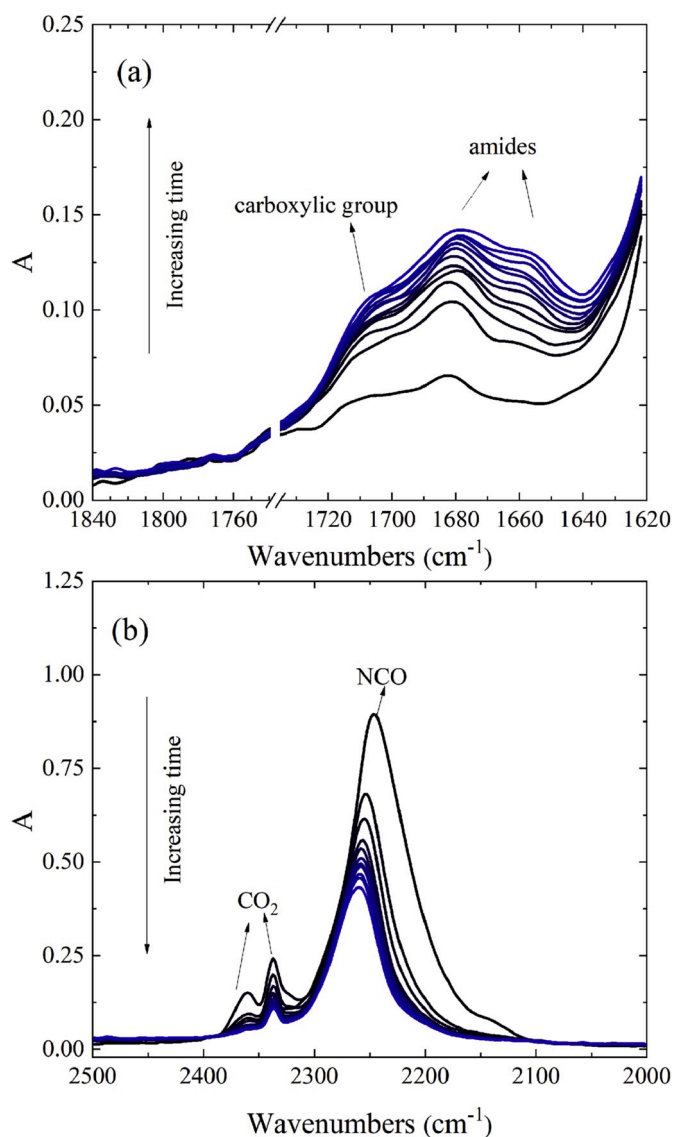 0.25
(a)
0.20
amides
carboxylic group
0.15
A
Increasing time
0.10
0.05
0.00
1840 1800 1760 1720 1700 1680 1660 1640 1620
Wavenumbers (cm⁻¹)
1.25
(b)
1.00
NCO
0.75
A
Increasing time
0.50
CO₂
0.25
0.00
2500 2400 2300 2200 2100 2000
Wavenumbers (cm⁻¹)